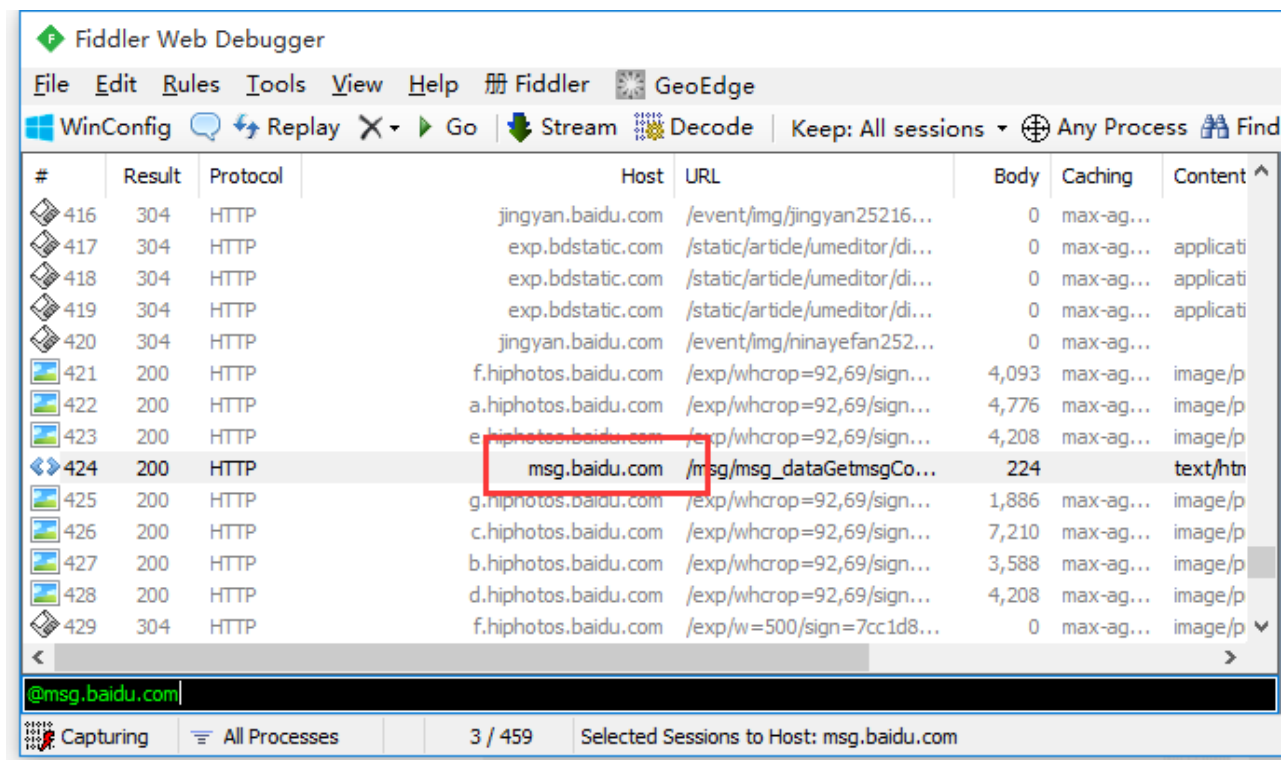 Fiddler Web Debugger
File Edit Rules Tools View Help 册 Fiddler GeoEdge
WinConfig Replay Go Stream Decode Keep: All sessions Any Process Find
# Result Protocol Host URL Body Caching Content
416 304 HTTP jingyan.baidu.com /event/img/jingyan25216... 0 max-ag...
417 304 HTTP exp.bdstatic.com /static/article/umeditor/di... 0 max-ag... applicati
418 304 HTTP exp.bdstatic.com /static/article/umeditor/di... 0 max-ag... applicati
419 304 HTTP exp.bdstatic.com /static/article/umeditor/di... 0 max-ag... applicati
420 304 HTTP jingyan.baidu.com /event/img/ninayefan252... 0 max-ag...
421 200 HTTP f.hiphotos.baidu.com /exp/whcrop=92,69/sign... 4,093 max-ag... image/p
422 200 HTTP a.hiphotos.baidu.com /exp/whcrop=92,69/sign... 4,776 max-ag... image/p
423 200 HTTP e.hiphotos.baidu.com /exp/whcrop=92,69/sign... 4,208 max-ag... image/p
424 200 HTTP msg.baidu.com /msg/msg_dataGetmsgCo... 224 text/htm
425 200 HTTP g.hiphotos.baidu.com /exp/whcrop=92,69/sign... 1,886 max-ag... image/p
426 200 HTTP c.hiphotos.baidu.com /exp/whcrop=92,69/sign... 7,210 max-ag... image/p
427 200 HTTP b.hiphotos.baidu.com /exp/whcrop=92,69/sign... 3,588 max-ag... image/p
428 200 HTTP d.hiphotos.baidu.com /exp/whcrop=92,69/sign... 4,208 max-ag... image/p
429 304 HTTP f.hiphotos.baidu.com /exp/w=500/sign=7cc1d8... 0 max-ag... image/p
@msg.baidu.com
Capturing All Processes 3 / 459 Selected Sessions to Host: msg.baidu.com